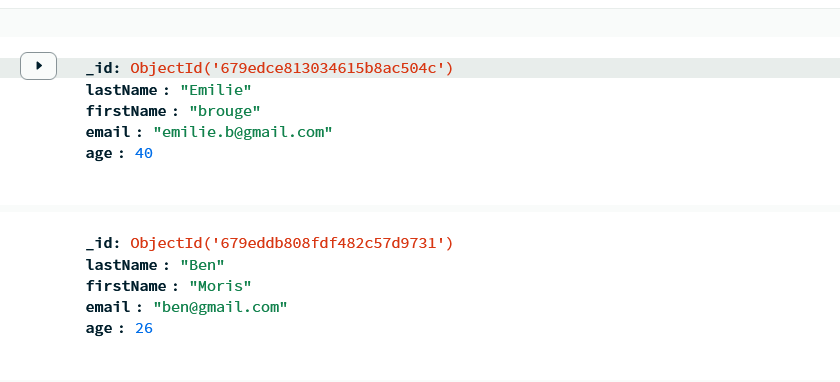 _id: ObjectId('679edce813034615b8ac504c')
lastName : "Emilie"
firstName : "brouge"
email : "emilie.b@gmail.com"
age : 40
_id: ObjectId('679eddb808fdf482c57d9731')
lastName : "Ben"
firstName : "Moris"
email : "ben@gmail.com"
age : 26